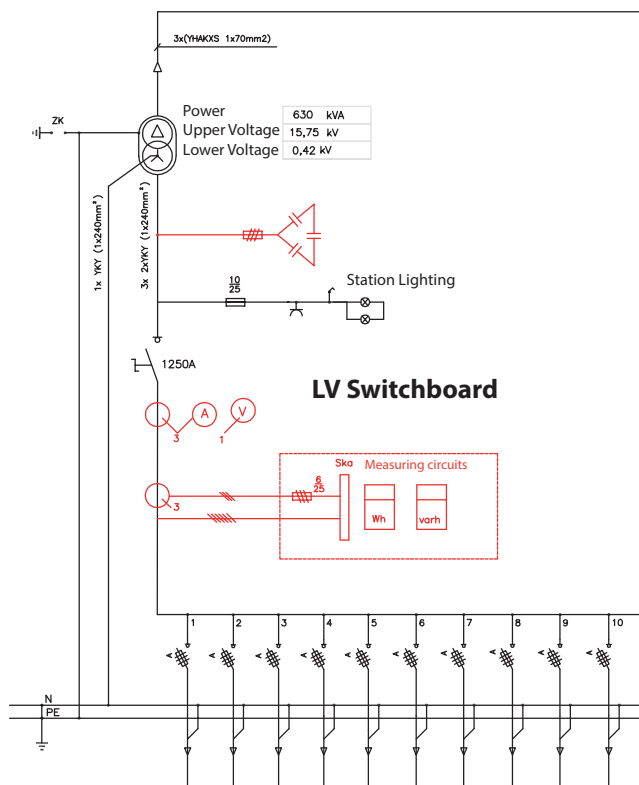 3x(YHAKXS 1x70mm2)
ZK
Power 630 kVA
Upper Voltage 15,75 kV
Lower Voltage 0,42 kV
1x YKY (1x240mm²)
3x 2xYKY (1x240mm²)
10
25
Station Lighting
1250A
LV Switchboard
A
V
3
1
Ska
Measuring circuits
6
25
3
Wh
varh
1 2 3 4 5 6 7 8 9 10
A A A A A A A A A A
N
PE